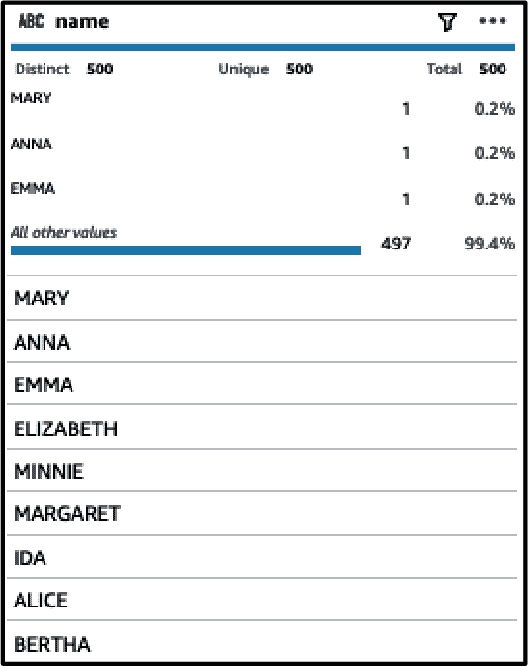 ABC name
Distinct 500 Unique 500 Total 500
MARY 1 0.2%
ANNA 1 0.2%
EMMA 1 0.2%
All other values 497 99.4%
MARY
ANNA
EMMA
ELIZABETH
MINNIE
MARGARET
IDA
ALICE
BERTHA